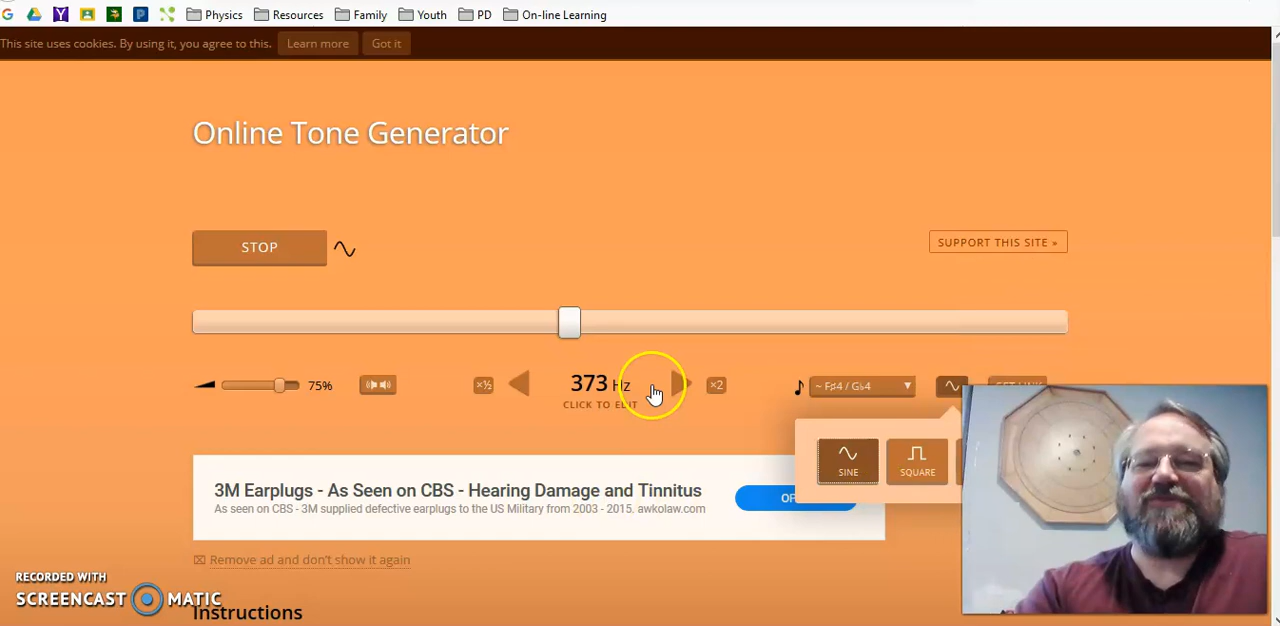 Physics Resources Family Youth PD On-line Learning
This site uses cookies. By using it, you agree to this. Learn more Got it
Online Tone Generator
STOP
SUPPORT THIS SITE »
75% ×½ 373 Hz ×2 ~ F♯4 / G♭4
CLICK TO EDIT
SINE SQUARE
3M Earplugs - As Seen on CBS - Hearing Damage and Tinnitus
As seen on CBS - 3M supplied defective earplugs to the US Military from 2003 - 2015. awkolaw.com
Remove ad and don't show it again
RECORDED WITH
SCREENCAST MATIC
Instructions